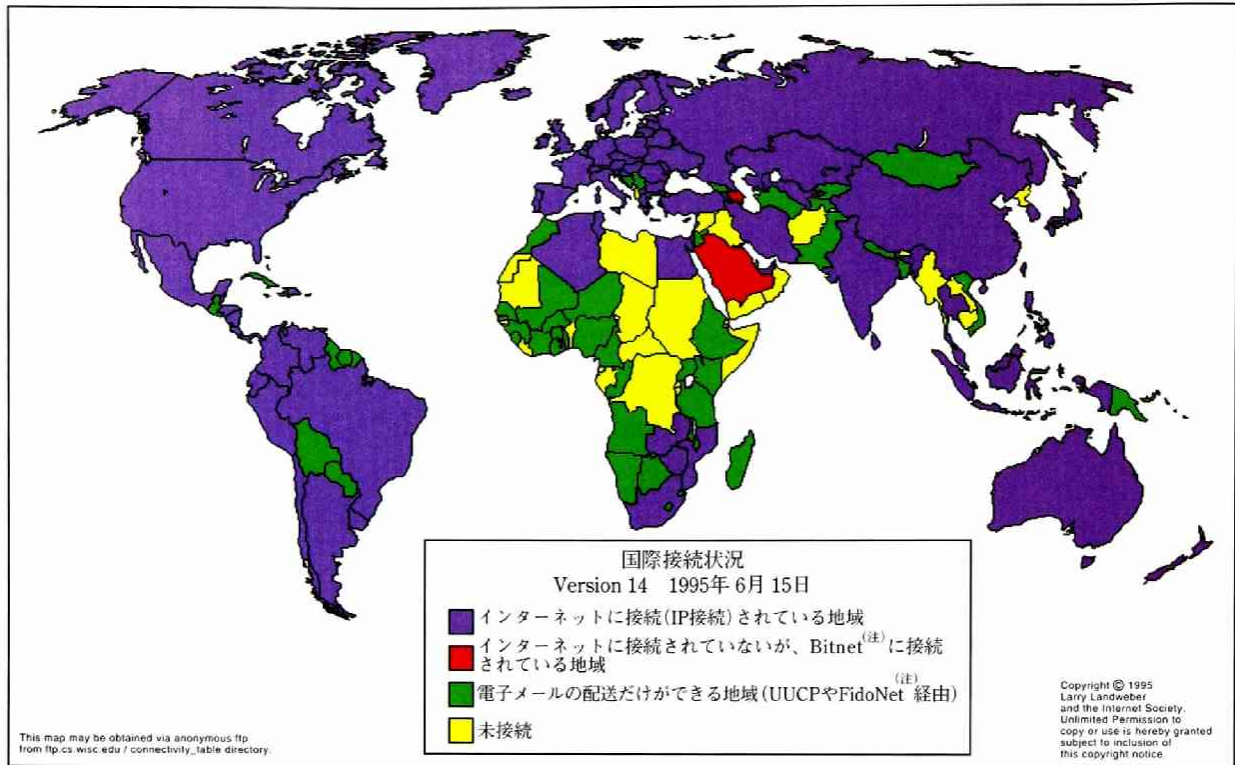 国際接続状況
Version 14　1995年 6月 15日
インターネットに接続(IP接続)されている地域
インターネットに接続されていないが、Bitnet(注)に接続
されている地域
電子メールの配送だけができる地域(UUCPやFidoNet(注)経由)
未接続
This map may be obtained via anonymous ftp
from ftp.cs.wisc.edu / connectivity_table directory.
Copyright © 1995
Larry Landweber
and the Internet Society.
Unlimited Permission to
copy or use is hereby granted
subject to inclusion of
this copyright notice